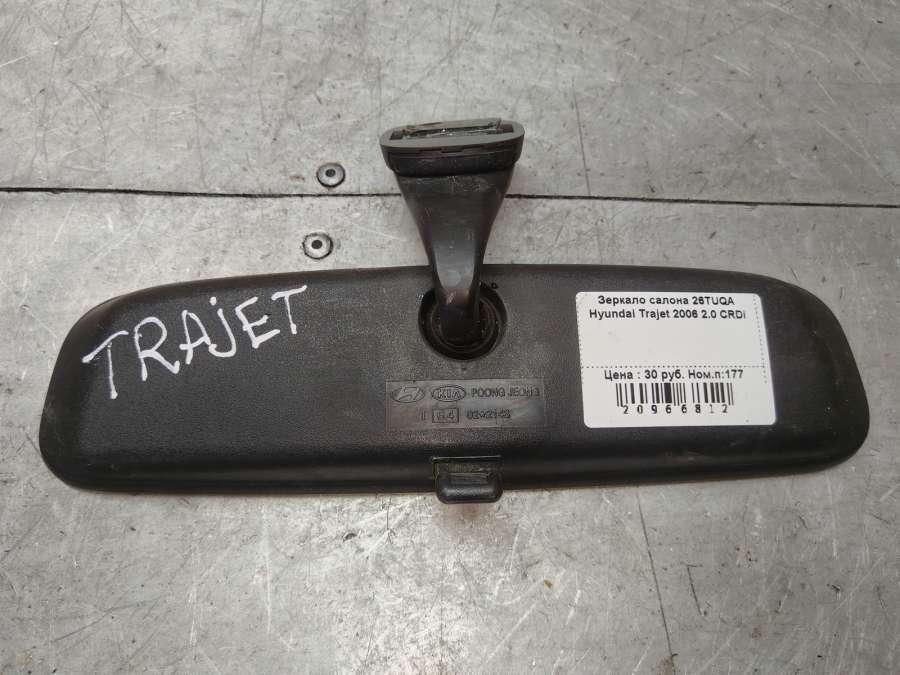 TRAJET
Зеркало салона 26TUQA
Hyundai Trajet 2006 2.0 CRDi
Цена : 30 руб. Ном.п:177
20966812
KIA POONG JEONG